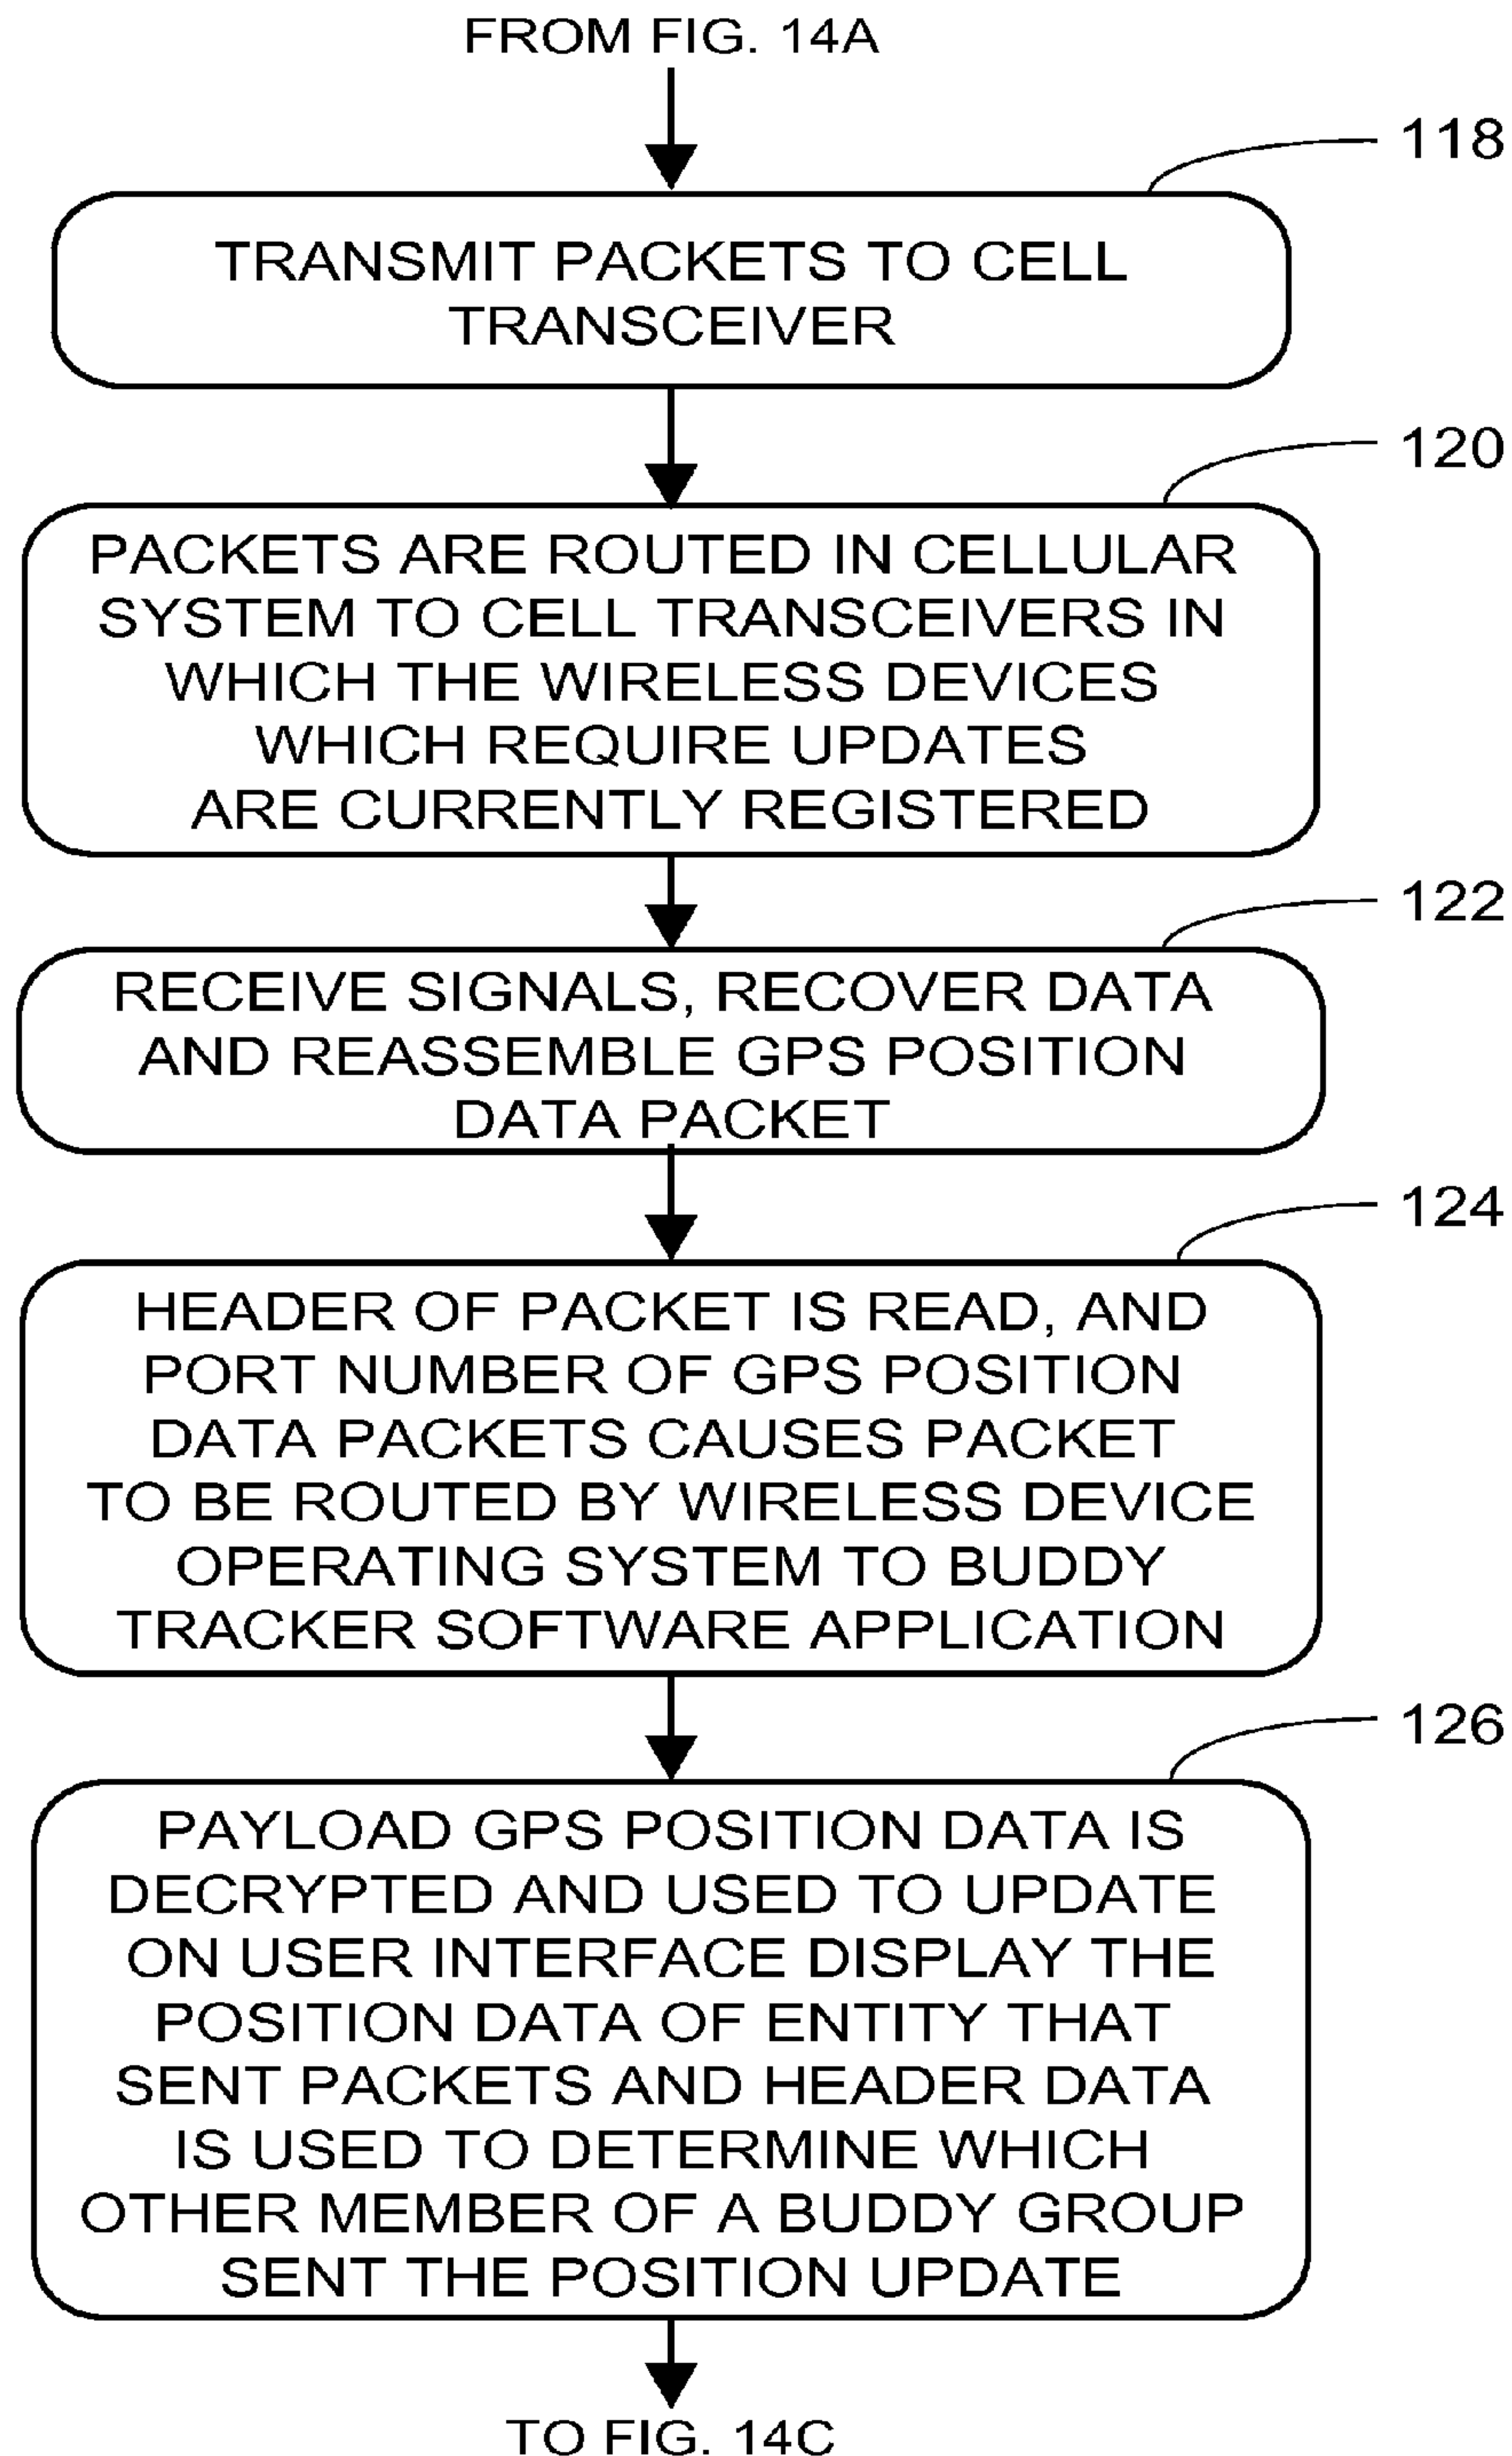 FROM FIG. 14A
118
TRANSMIT PACKETS TO CELL
TRANSCEIVER
120
PACKETS ARE ROUTED IN CELLULAR
SYSTEM TO CELL TRANSCEIVERS IN
WHICH THE WIRELESS DEVICES
WHICH REQUIRE UPDATES
ARE CURRENTLY REGISTERED
122
RECEIVE SIGNALS, RECOVER DATA
AND REASSEMBLE GPS POSITION
DATA PACKET
124
HEADER OF PACKET IS READ, AND
PORT NUMBER OF GPS POSITION
DATA PACKETS CAUSES PACKET
TO BE ROUTED BY WIRELESS DEVICE
OPERATING SYSTEM TO BUDDY
TRACKER SOFTWARE APPLICATION
126
PAYLOAD GPS POSITION DATA IS
DECRYPTED AND USED TO UPDATE
ON USER INTERFACE DISPLAY THE
POSITION DATA OF ENTITY THAT
SENT PACKETS AND HEADER DATA
IS USED TO DETERMINE WHICH
OTHER MEMBER OF A BUDDY GROUP
SENT THE POSITION UPDATE
TO FIG. 14C